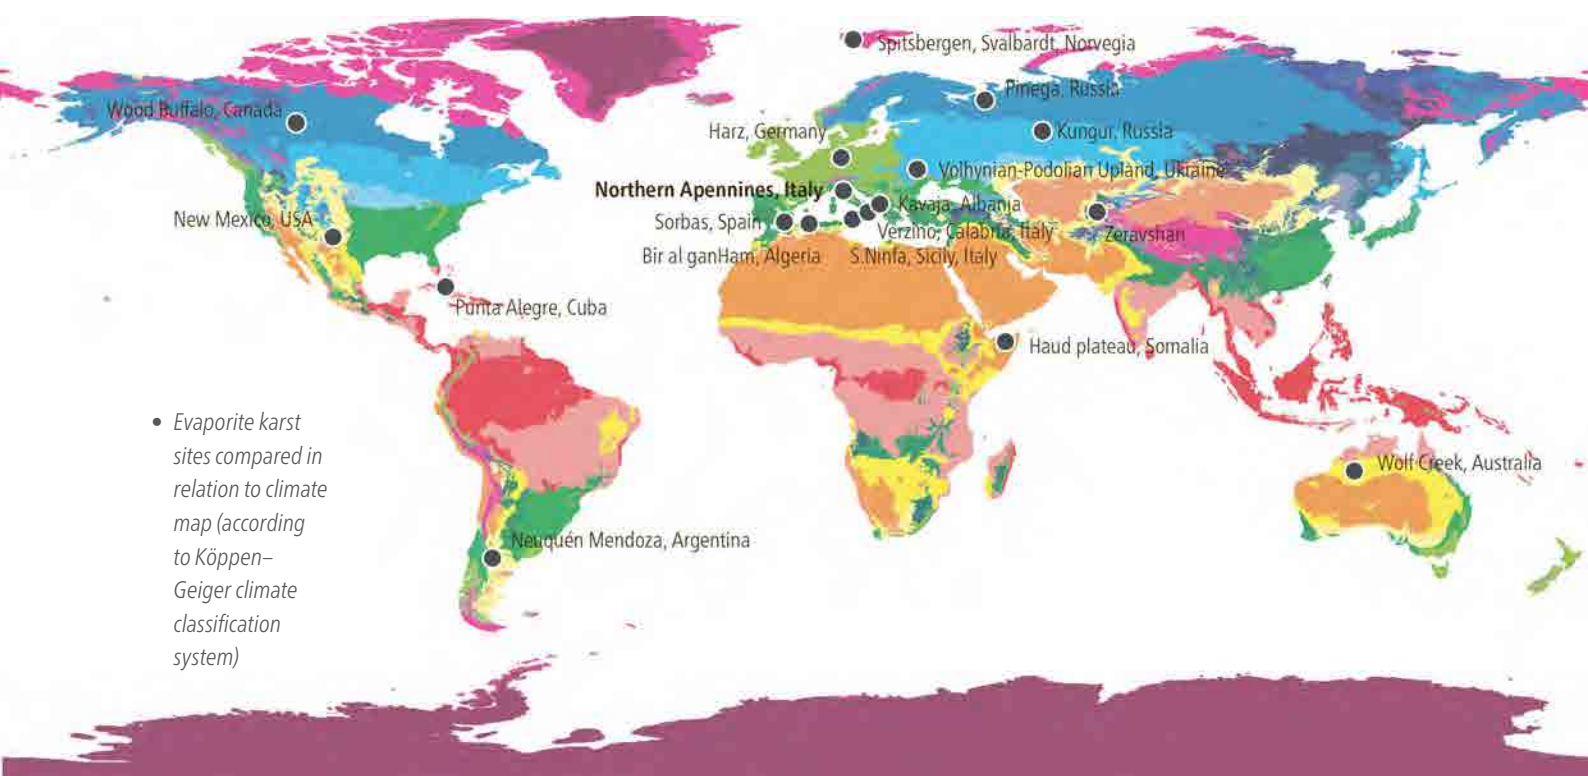 Spitsbergen, Svalbardt, Norvegia
Pinega, Russia
Wood Buffalo, Canada
Harz, Germany
Kungur, Russia
Volhynian-Podolian Upland, Ukraine
Northern Apennines, Italy
Kavaja, Albania
New Mexico, USA
Sorbas, Spain
Verzino, Calabria, Italy
Zeravshan
Bir al ganHam, Algeria
S.Ninfa, Sicily, Italy
Punta Alegre, Cuba
Haud plateau, Somalia
• Evaporite karst
sites compared in
relation to climate
map (according
to Köppen–
Geiger climate
classification
system)
Wolf Creek, Australia
Neuquén Mendoza, Argentina